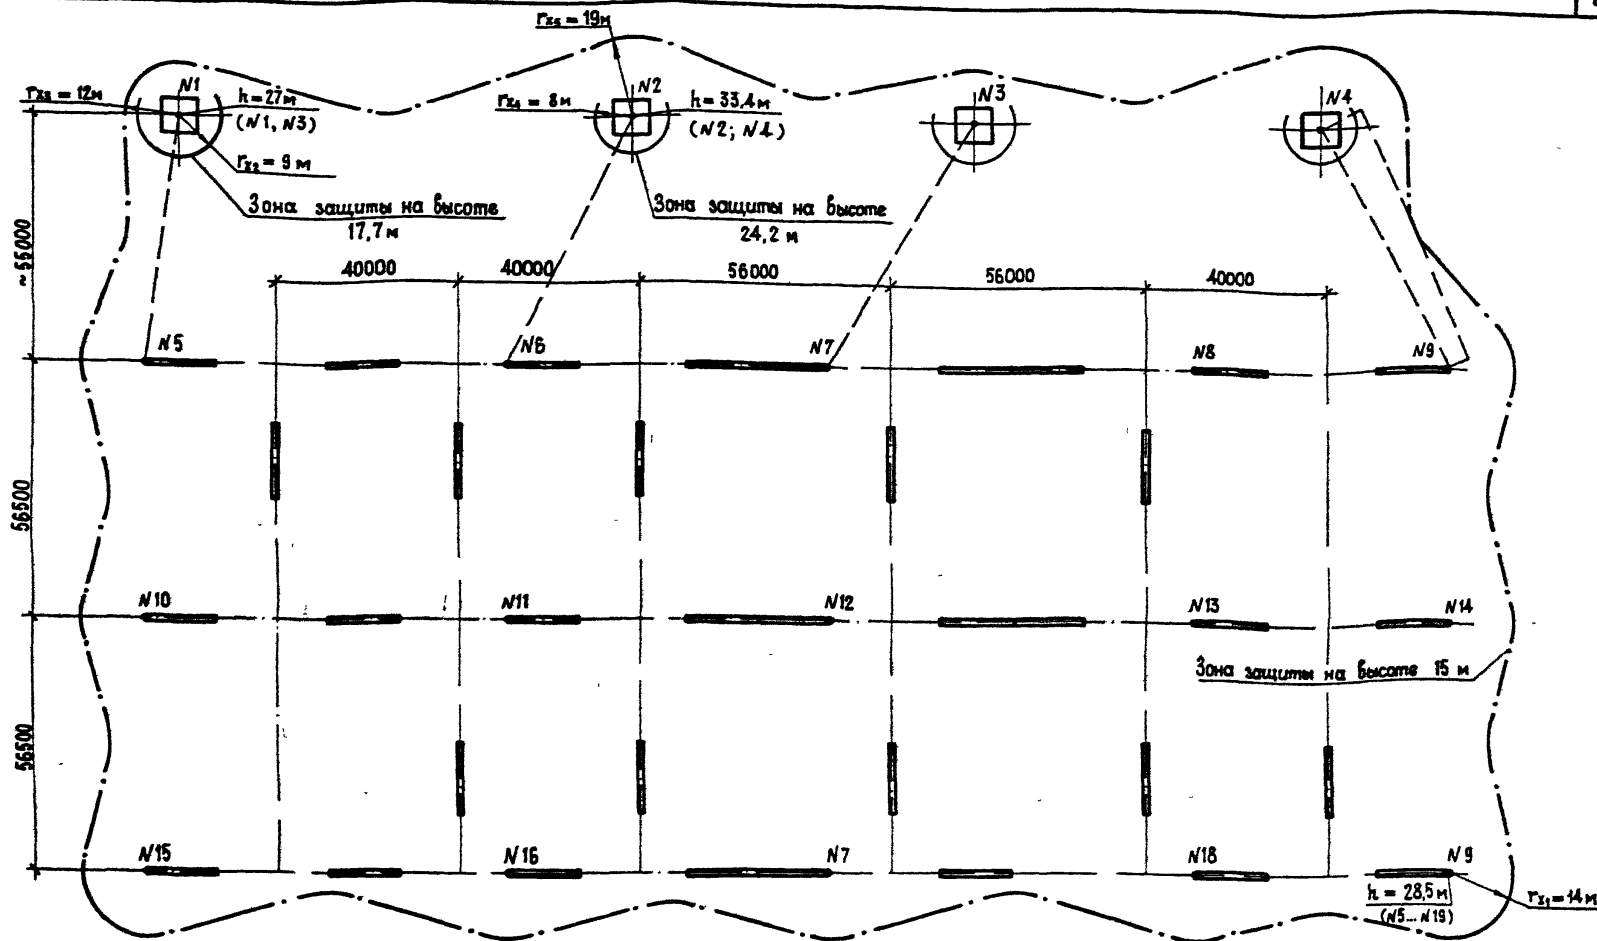 rx₅ = 19м
N1
N2
N3
N4
rx₃ = 12м
h = 27м
(N1, N3)
rx₄ = 8м
h = 33.4м
(N2; N4)
rx₂ = 9 м
Зона защиты на высоте
17,7 м
Зона защиты на высоте
24,2 м
~55000
40000
40000
56000
56000
40000
N5
N6
N7
N8
N9
56500
N10
N11
N12
N13
N14
Зона защиты на высоте 15 м
56500
N15
N16
N7
N18
N9
h = 28,5 м
(N5...N19)
rx₁ = 14м